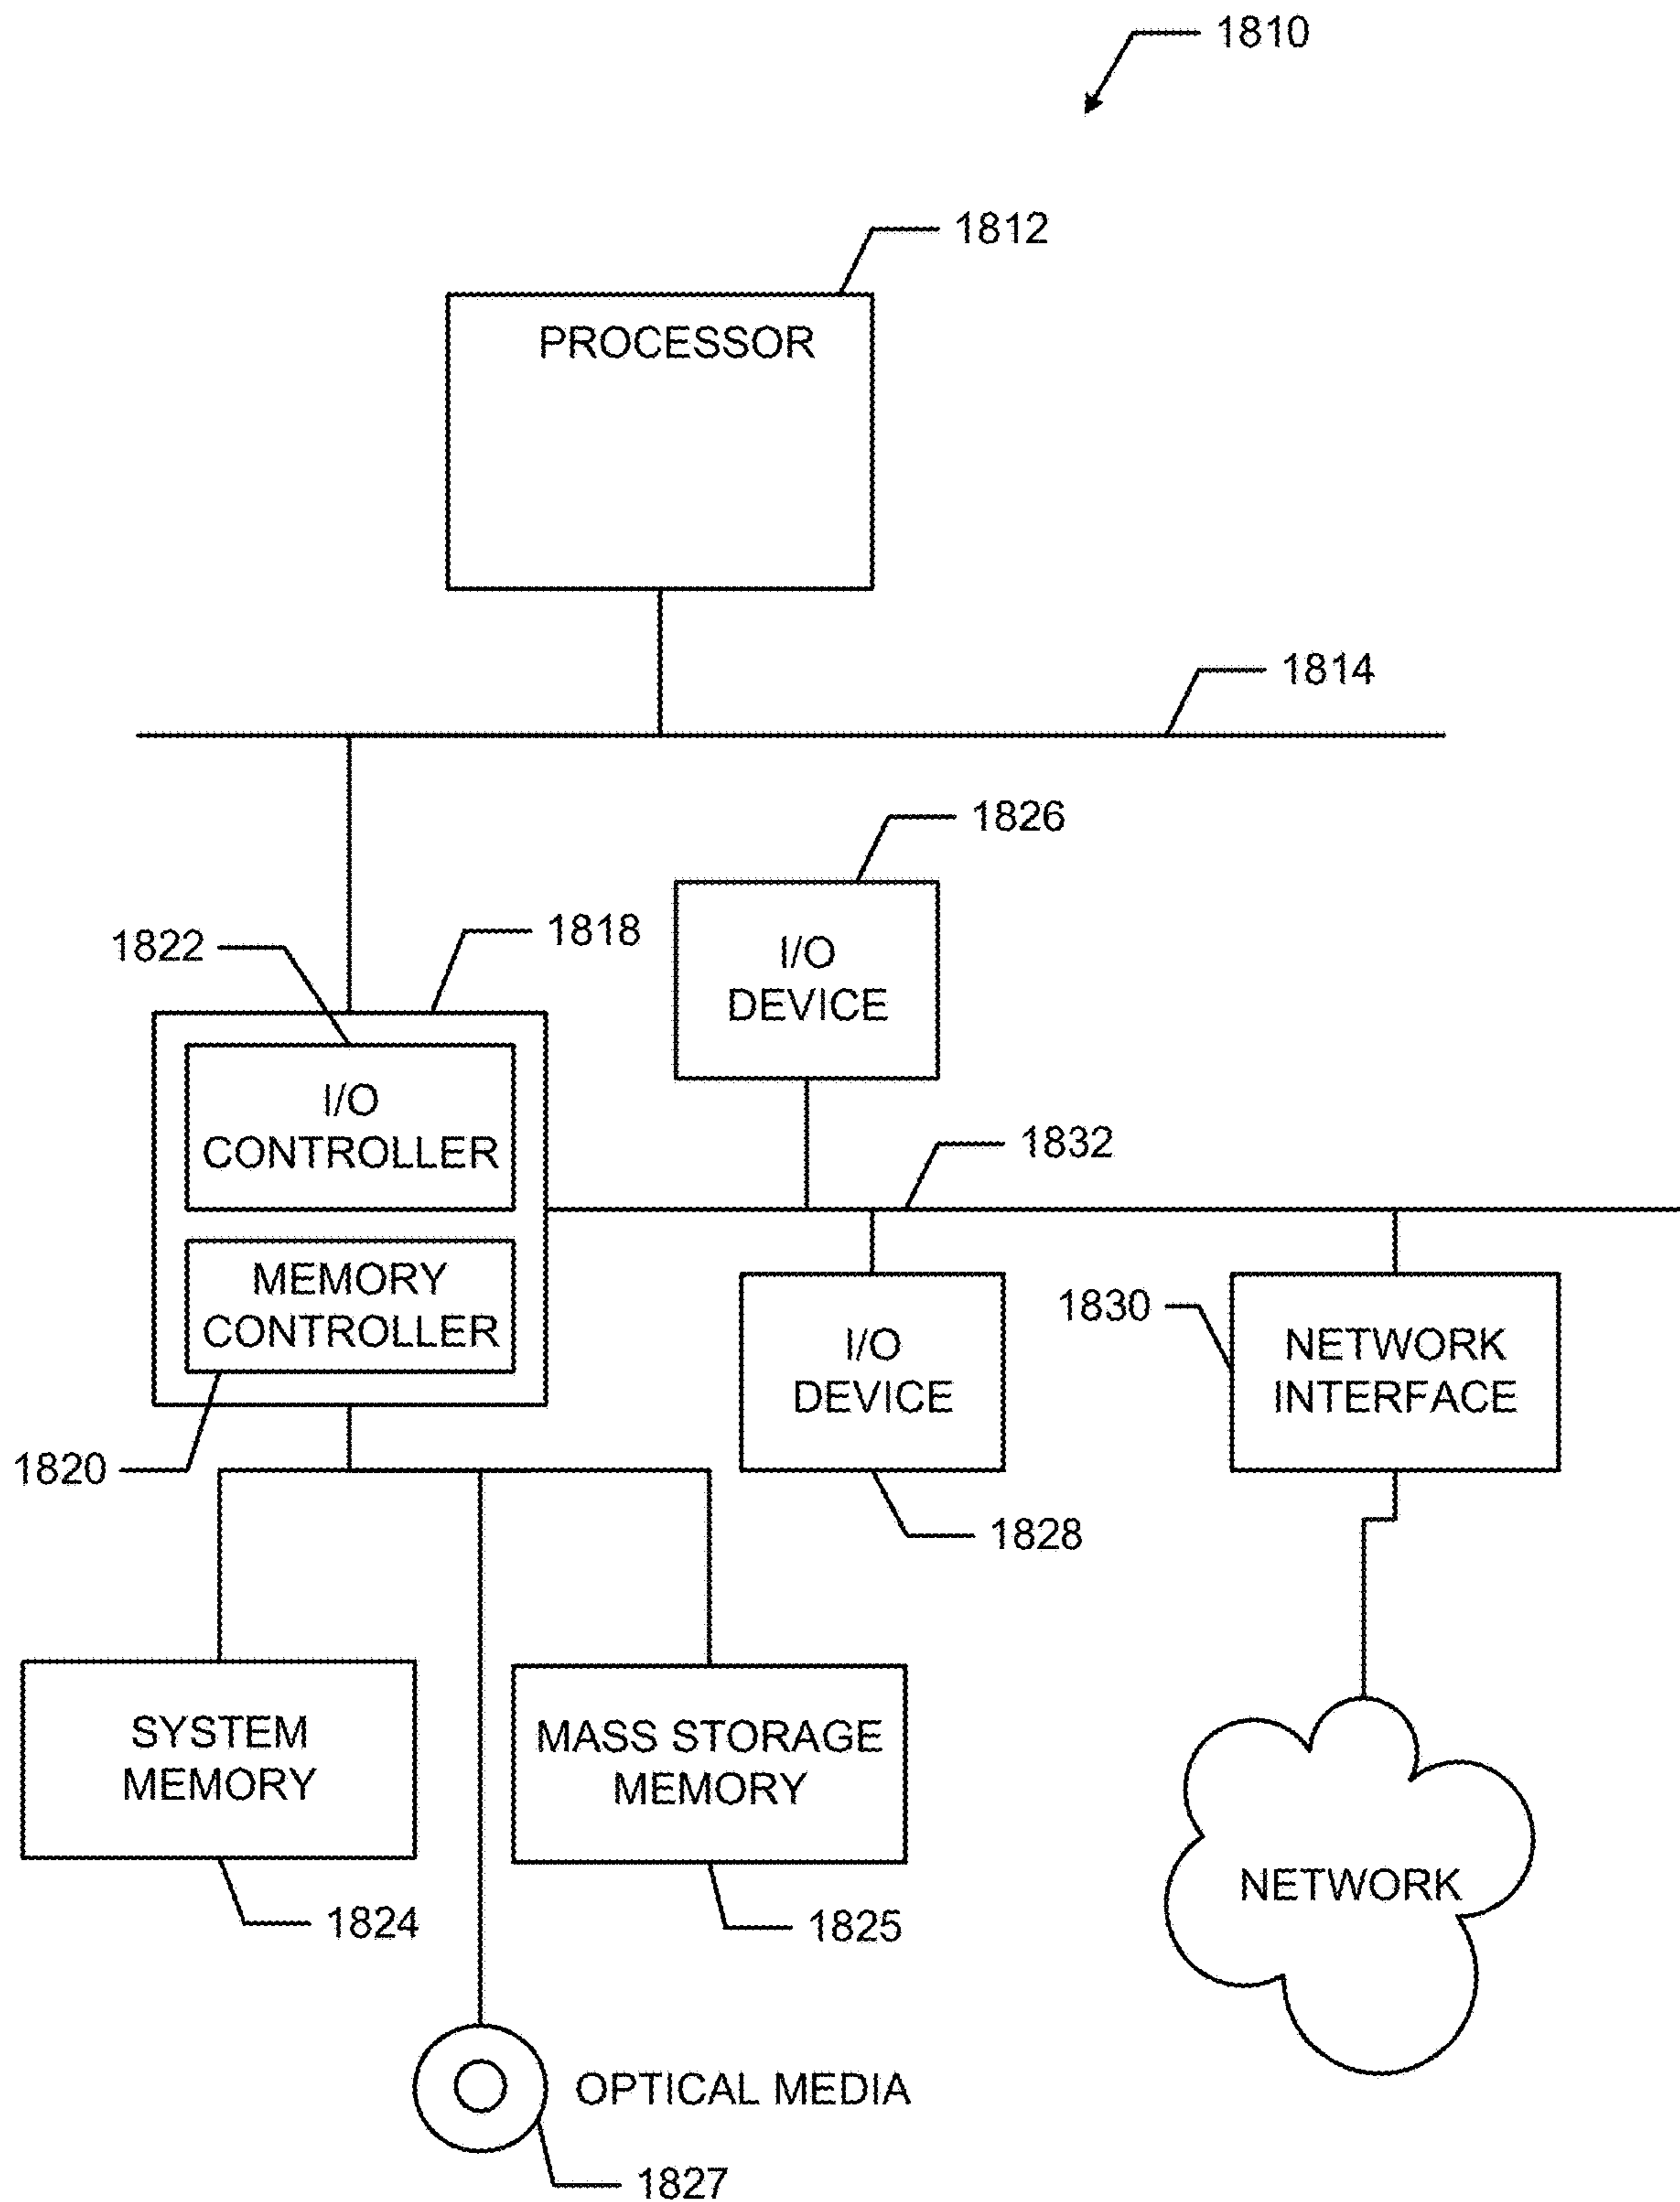 1810
1812
PROCESSOR
1814
1826
I/O
DEVICE
1818
1822
I/O
CONTROLLER
1832
MEMORY
CONTROLLER
1820
I/O
DEVICE
1828
1830
NETWORK
INTERFACE
SYSTEM
MEMORY
1824
MASS STORAGE
MEMORY
1825
NETWORK
OPTICAL MEDIA
1827